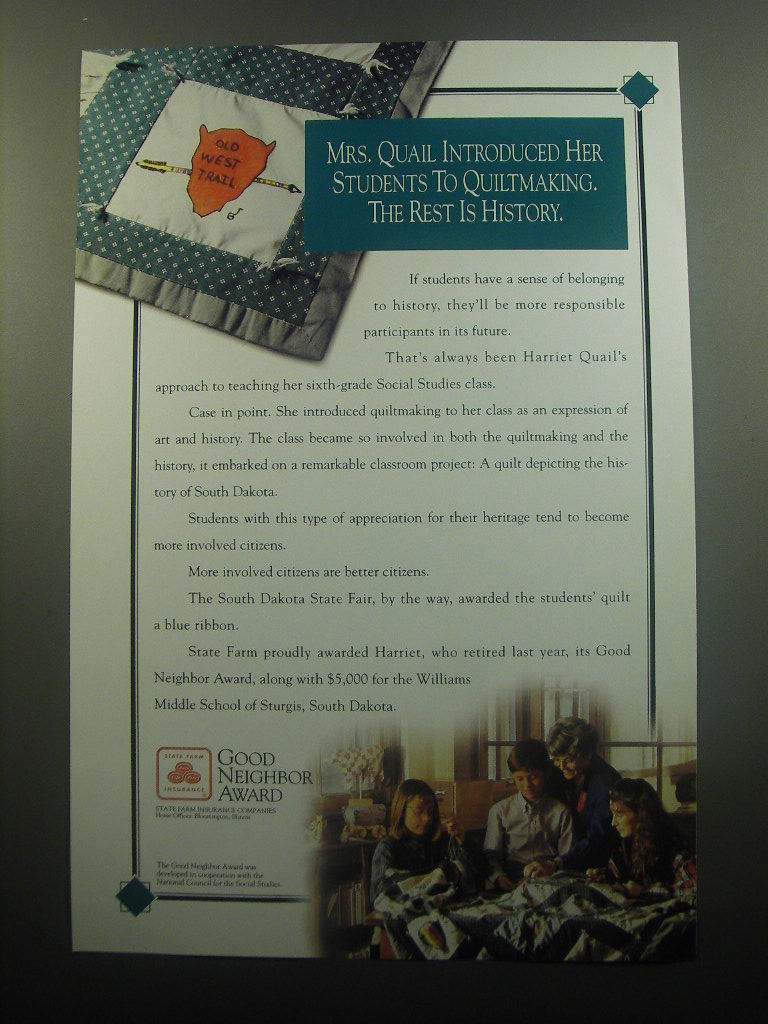 OLD
WEST
TRAIL
MRS. QUAIL INTRODUCED HER
STUDENTS TO QUILTMAKING.
THE REST IS HISTORY.
If students have a sense of belonging
to history, they'll be more responsible
participants in its future.
That's always been Harriet Quail's
approach to teaching her sixth-grade Social Studies class.
Case in point. She introduced quiltmaking to her class as an expression of
art and history. The class became so involved in both the quiltmaking and the
history, it embarked on a remarkable classroom project: A quilt depicting the his-
tory of South Dakota.
Students with this type of appreciation for their heritage tend to become
more involved citizens.
More involved citizens are better citizens.
The South Dakota State Fair, by the way, awarded the students' quilt
a blue ribbon.
State Farm proudly awarded Harriet, who retired last year, its Good
Neighbor Award, along with $5,000 for the Williams
Middle School of Sturgis, South Dakota.
STATE FARM
INSURANCE
GOOD
NEIGHBOR
AWARD
STATE FARM INSURANCE COMPANIES
Home Offices: Bloomington, Illinois
The Good Neighbor Award was
developed in cooperation with the
National Council for the Social Studies.